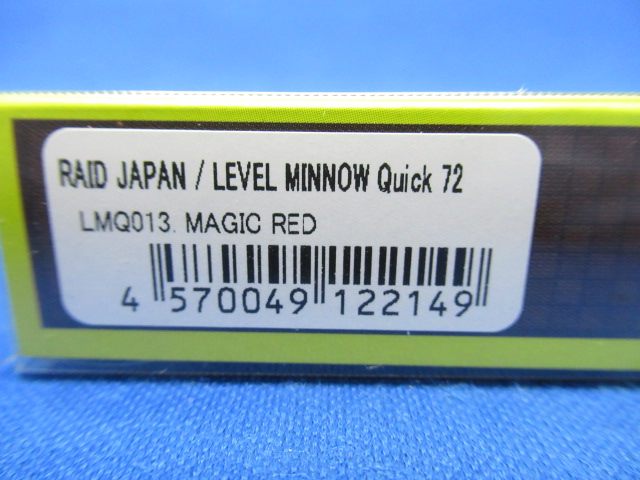 RAID JAPAN / LEVEL MINNOW Quick 72
LMQ013. MAGIC RED
4 570049 122149